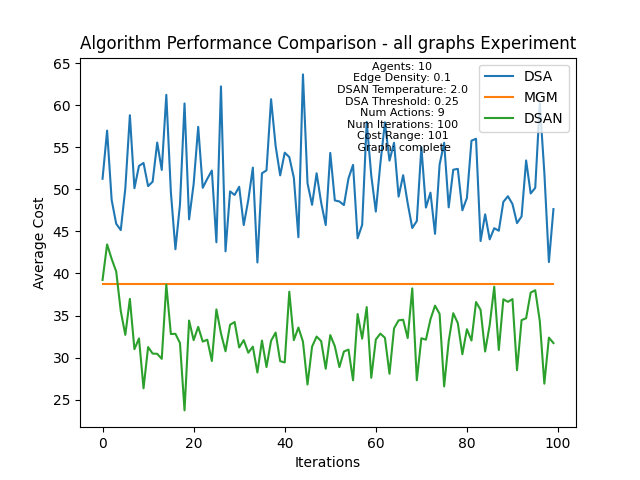 Algorithm Performance Comparison - all graphs Experiment
Agents: 10
Edge Density: 0.1
DSAN Temperature: 2.0
DSA Threshold: 0.25
Num Actions: 9
Num Iterations: 100
Cost Range: 101
Graph: complete
DSA
MGM
DSAN
Average Cost
65
60
55
50
45
40
35
30
25
0
20
40
60
80
100
Iterations